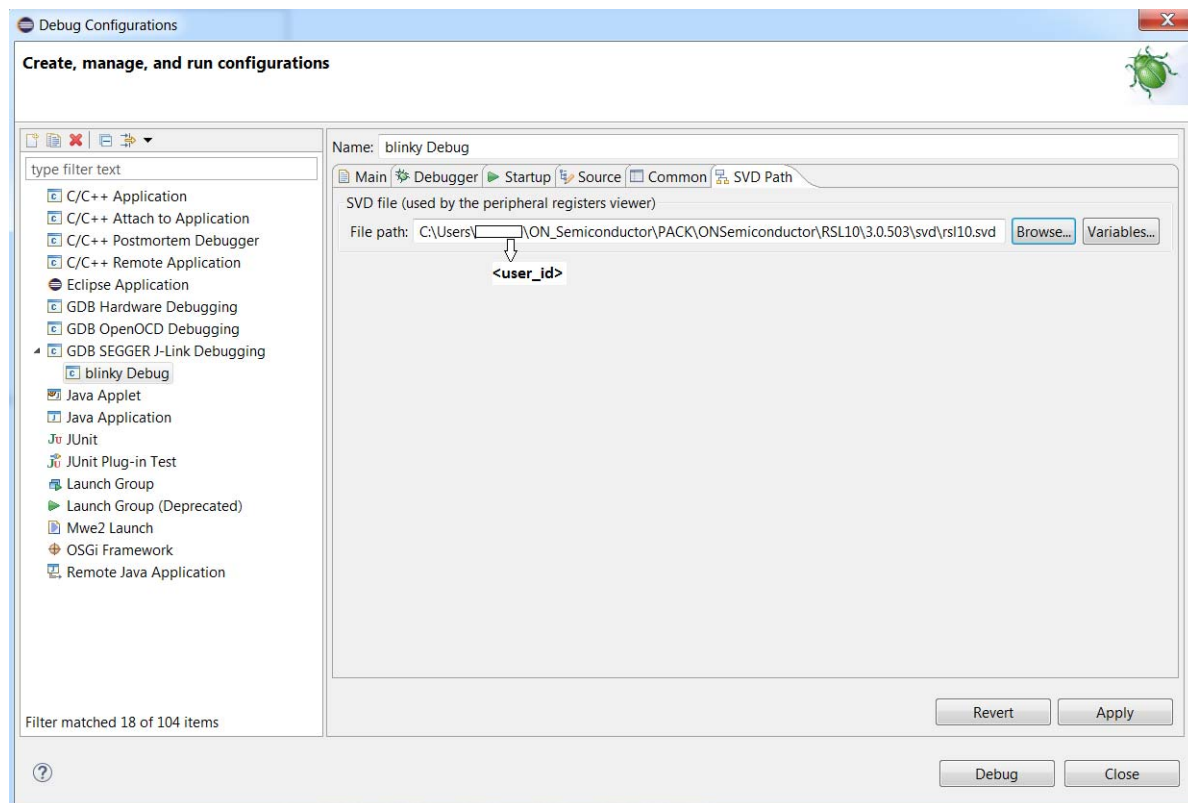 Debug Configurations
Create, manage, and run configurations
type filter text
C/C++ Application
C/C++ Attach to Application
C/C++ Postmortem Debugger
C/C++ Remote Application
Eclipse Application
GDB Hardware Debugging
GDB OpenOCD Debugging
GDB SEGGER J-Link Debugging
blinky Debug
Java Applet
Java Application
Ju JUnit
JUnit Plug-in Test
Launch Group
Launch Group (Deprecated)
Mwe2 Launch
OSGi Framework
Remote Java Application
Filter matched 18 of 104 items
Name: blinky Debug
Main Debugger Startup Source Common SVD Path
SVD file (used by the peripheral registers viewer)
File path: C:\Users\ \ON_Semiconductor\PACK\ONSemiconductor\RSL10\3.0.503\svd\rsl10.svd Browse... Variables...
<user_id>
Revert Apply
Debug Close